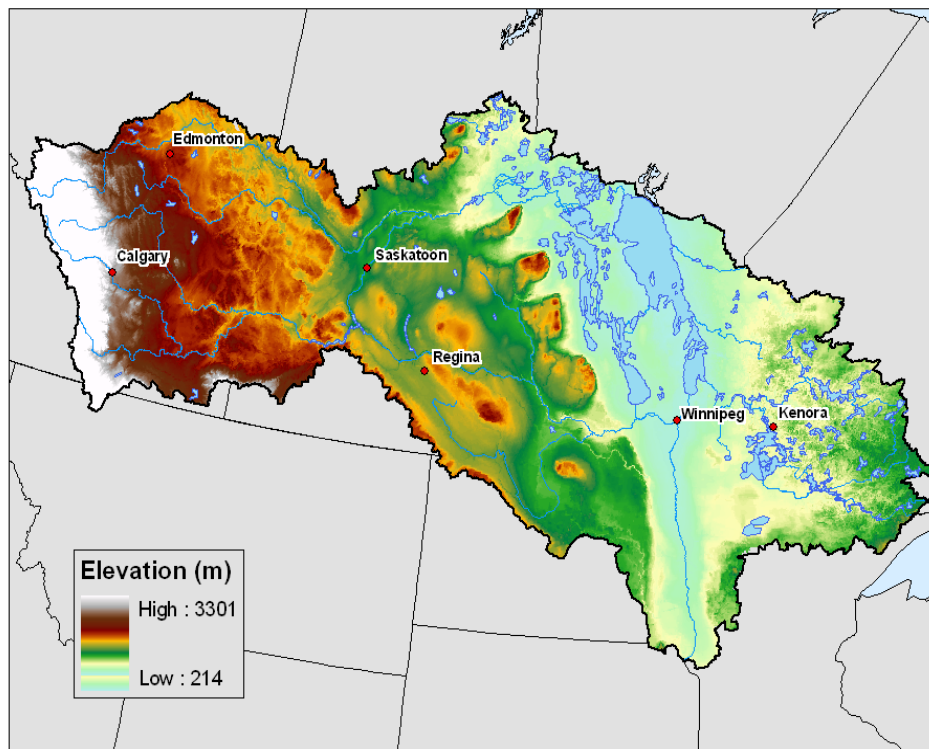 Edmonton
Calgary
Saskatoon
Regina
Winnipeg
Kenora
Elevation (m)
High : 3301
Low : 214